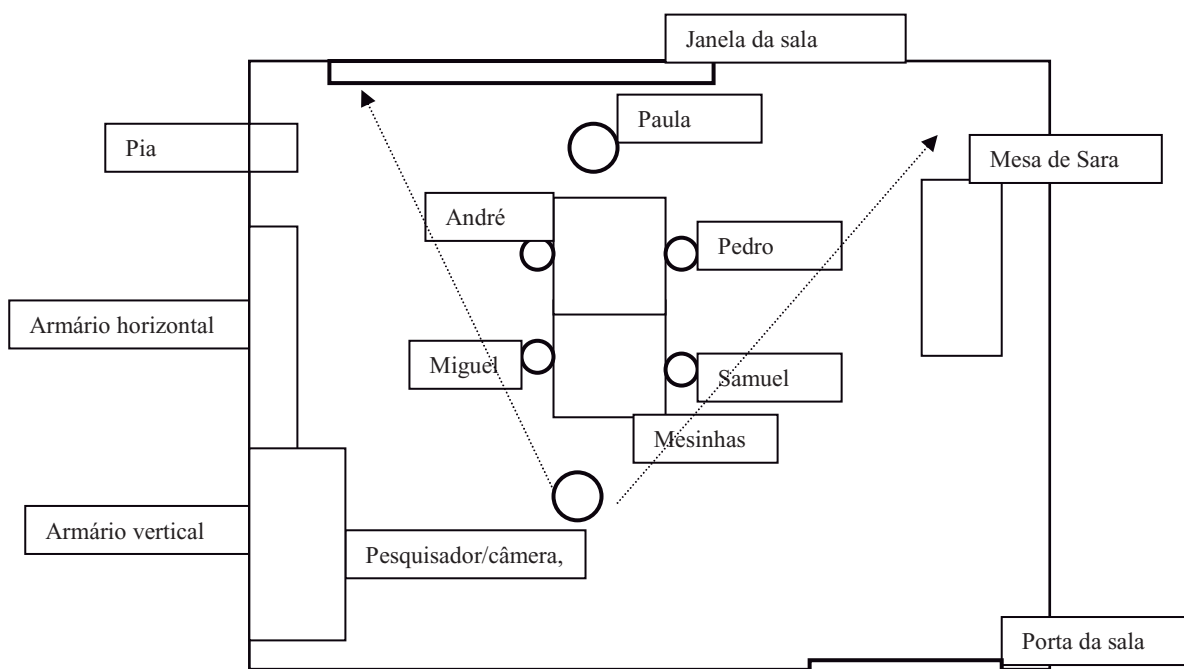 Janela da sala
Paula
Pia
Mesa de Sara
André
Pedro
Armário horizontal
Miguel
Samuel
Mesinhas
Armário vertical
Pesquisador/câmera,
Porta da sala